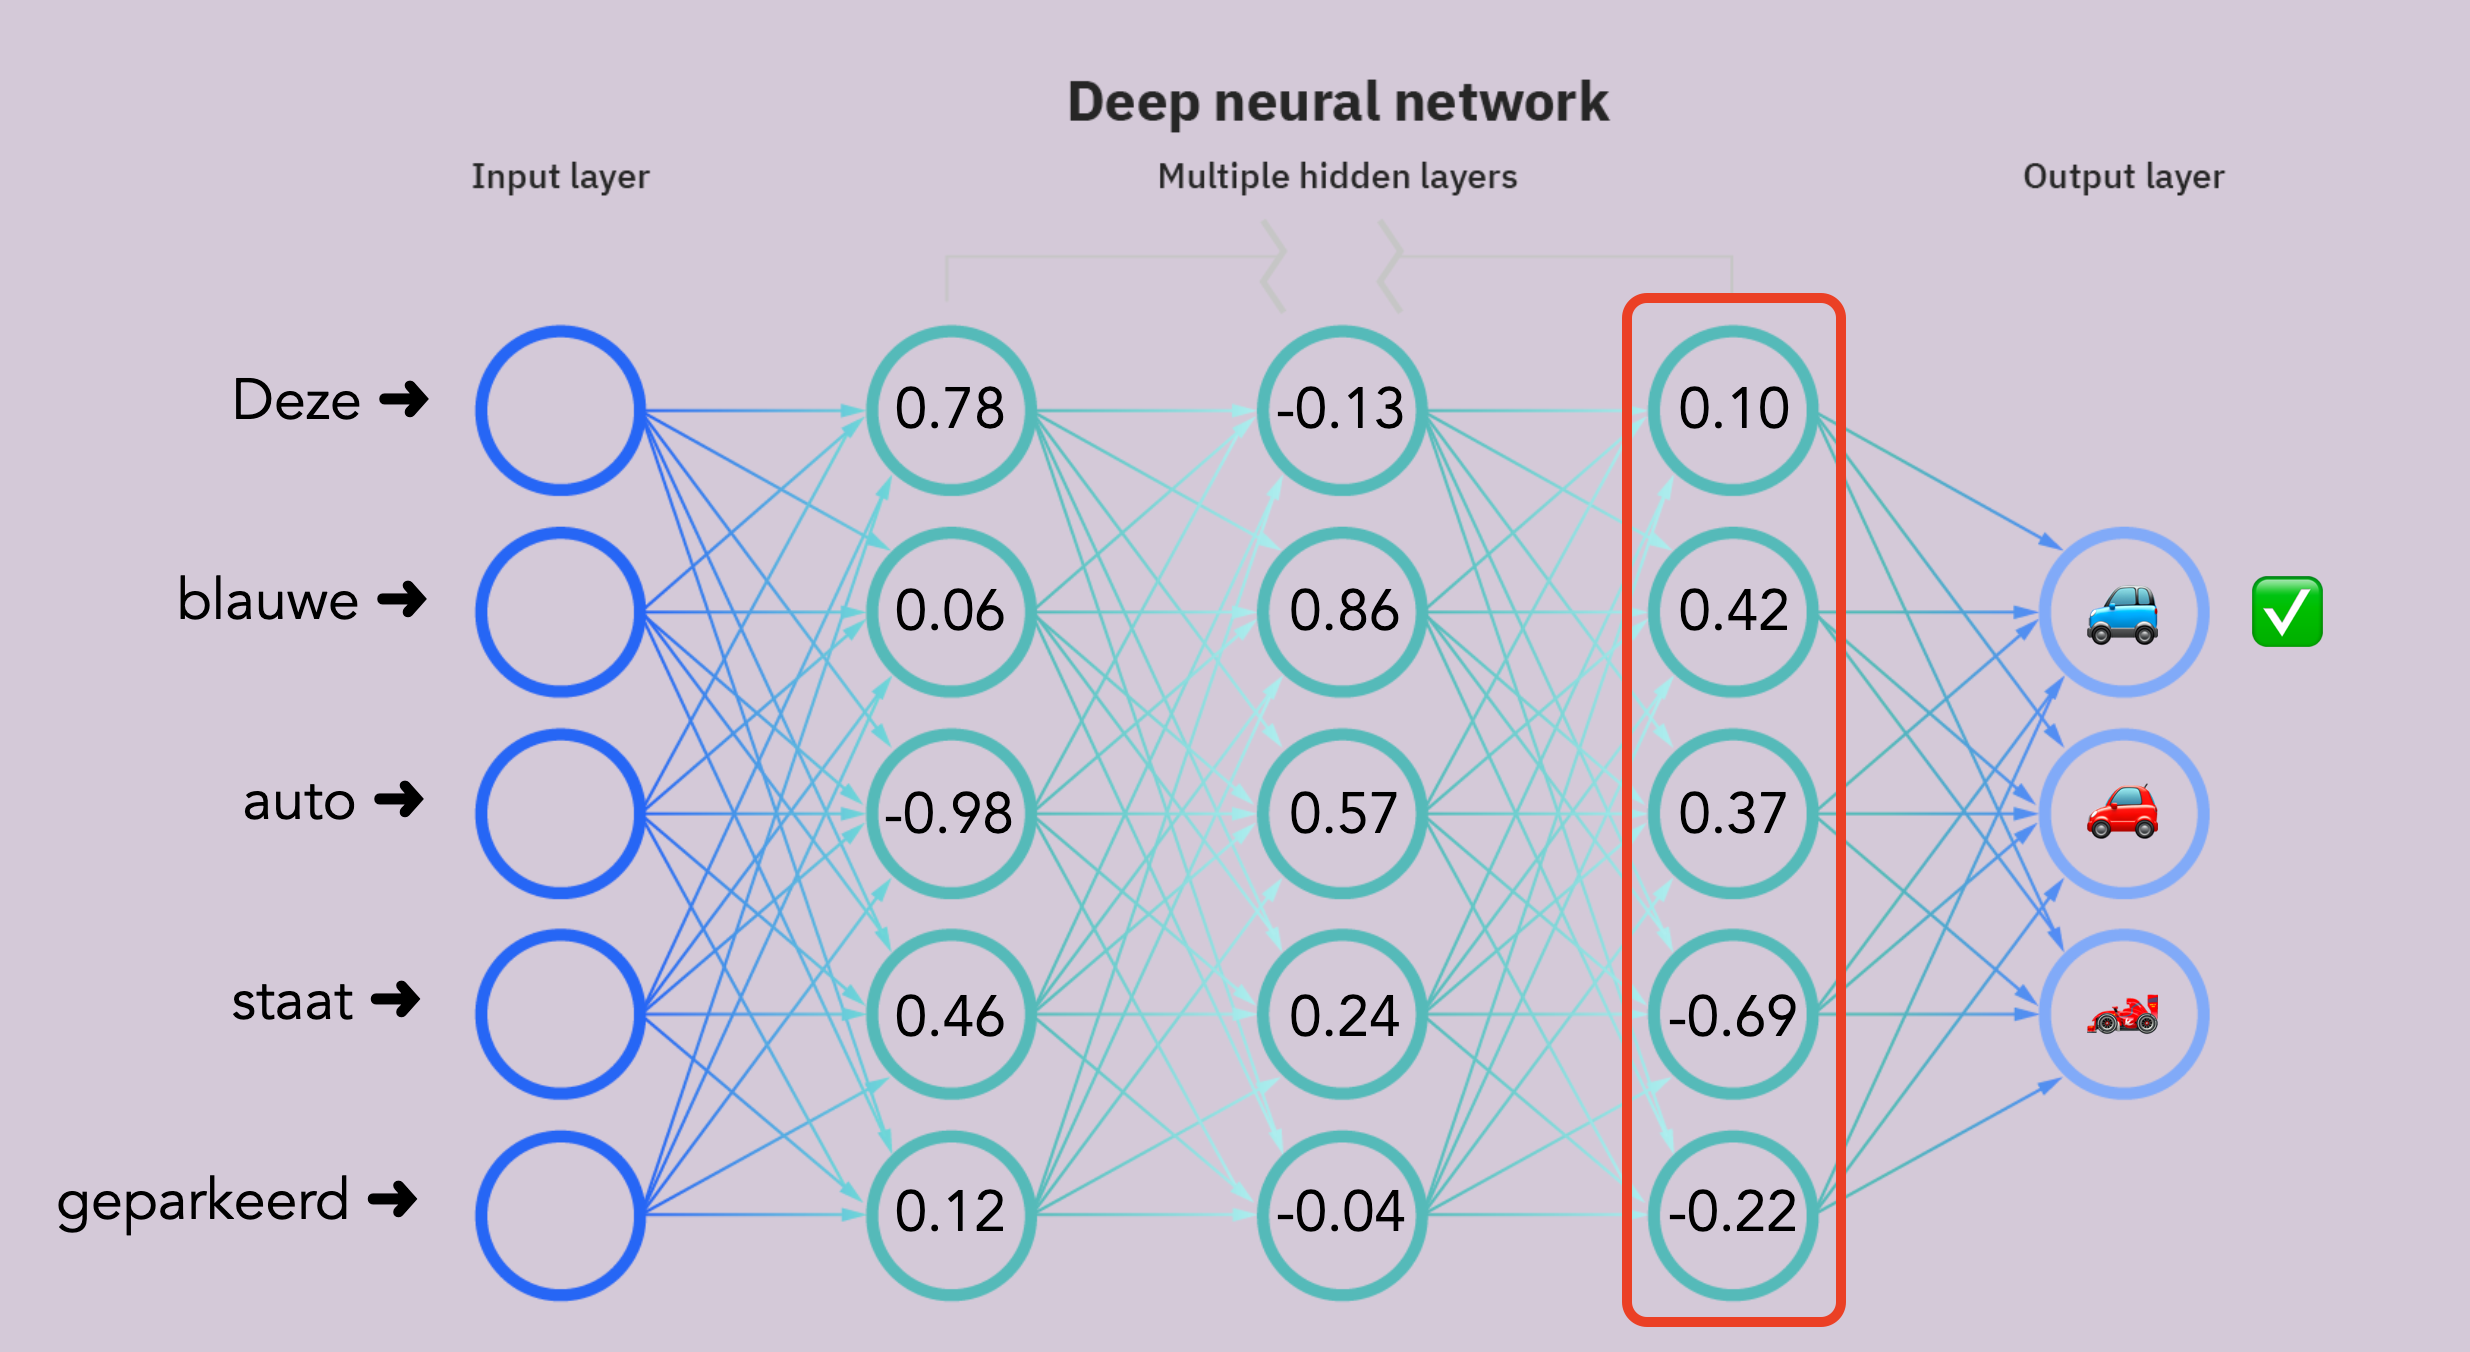 Deep neural network
Input layer
Multiple hidden layers
Output layer
Deze 0.78 -0.13 0.10
blauwe 0.06 0.86 0.42
auto -0.98 0.57 0.37
staat 0.46 0.24 -0.69
geparkeerd 0.12 -0.04 -0.22